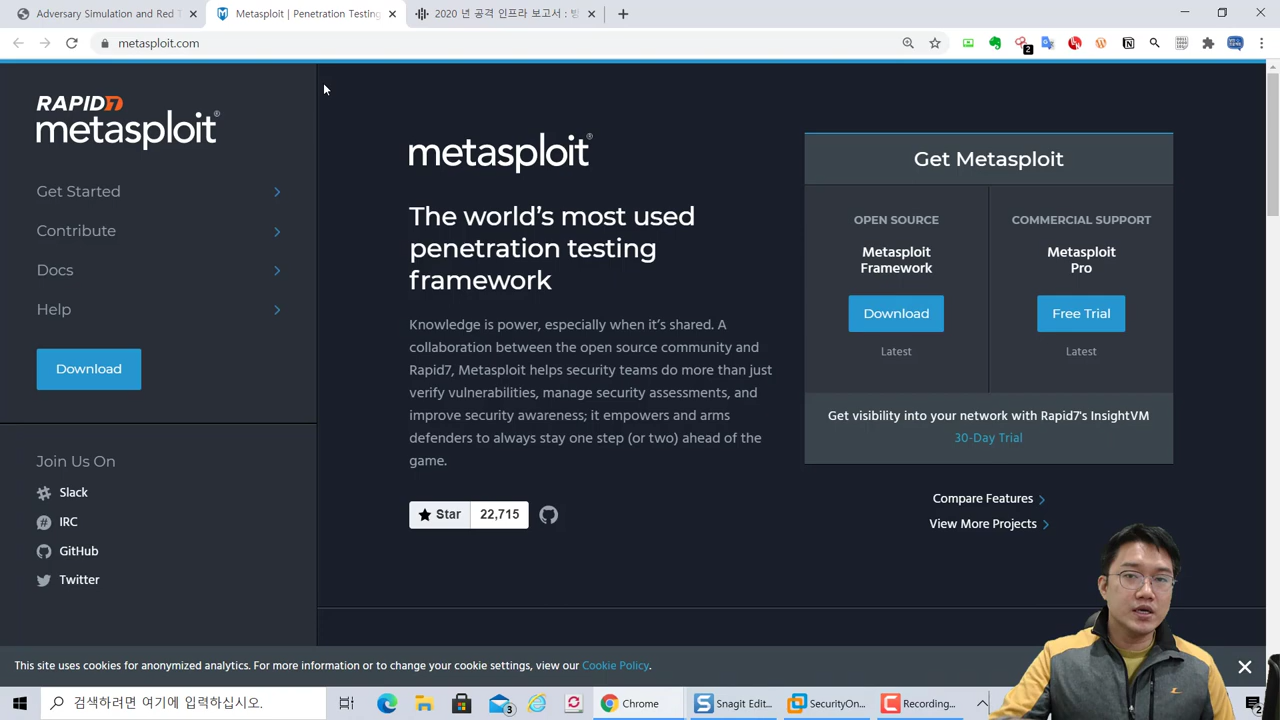 Adversary Simulation and Red T
Metasploit | Penetration Testing
2020 년 공격 인프라 보고서 : 방
metasploit.com
2
RAPID7
metasploit®
Get Started
Contribute
Docs
Help
Download
Join Us On
Slack
IRC
GitHub
Twitter
metasploit®
The world's most used
penetration testing
framework
Knowledge is power, especially when it's shared. A
collaboration between the open source community and
Rapid7, Metasploit helps security teams do more than just
verify vulnerabilities, manage security assessments, and
improve security awareness; it empowers and arms
defenders to always stay one step (or two) ahead of the
game.
Star 22,715
Get Metasploit
OPEN SOURCE
Metasploit
Framework
Download
Latest
COMMERCIAL SUPPORT
Metasploit
Pro
Free Trial
Latest
Get visibility into your network with Rapid7's InsightVM
30-Day Trial
Compare Features
View More Projects
This site uses cookies for anonymized analytics. For more information or to change your cookie settings, view our Cookie Policy.
검색하려면 여기에 입력하십시오.
3
Chrome
Snagit Edit...
SecurityOn...
Recording...
2